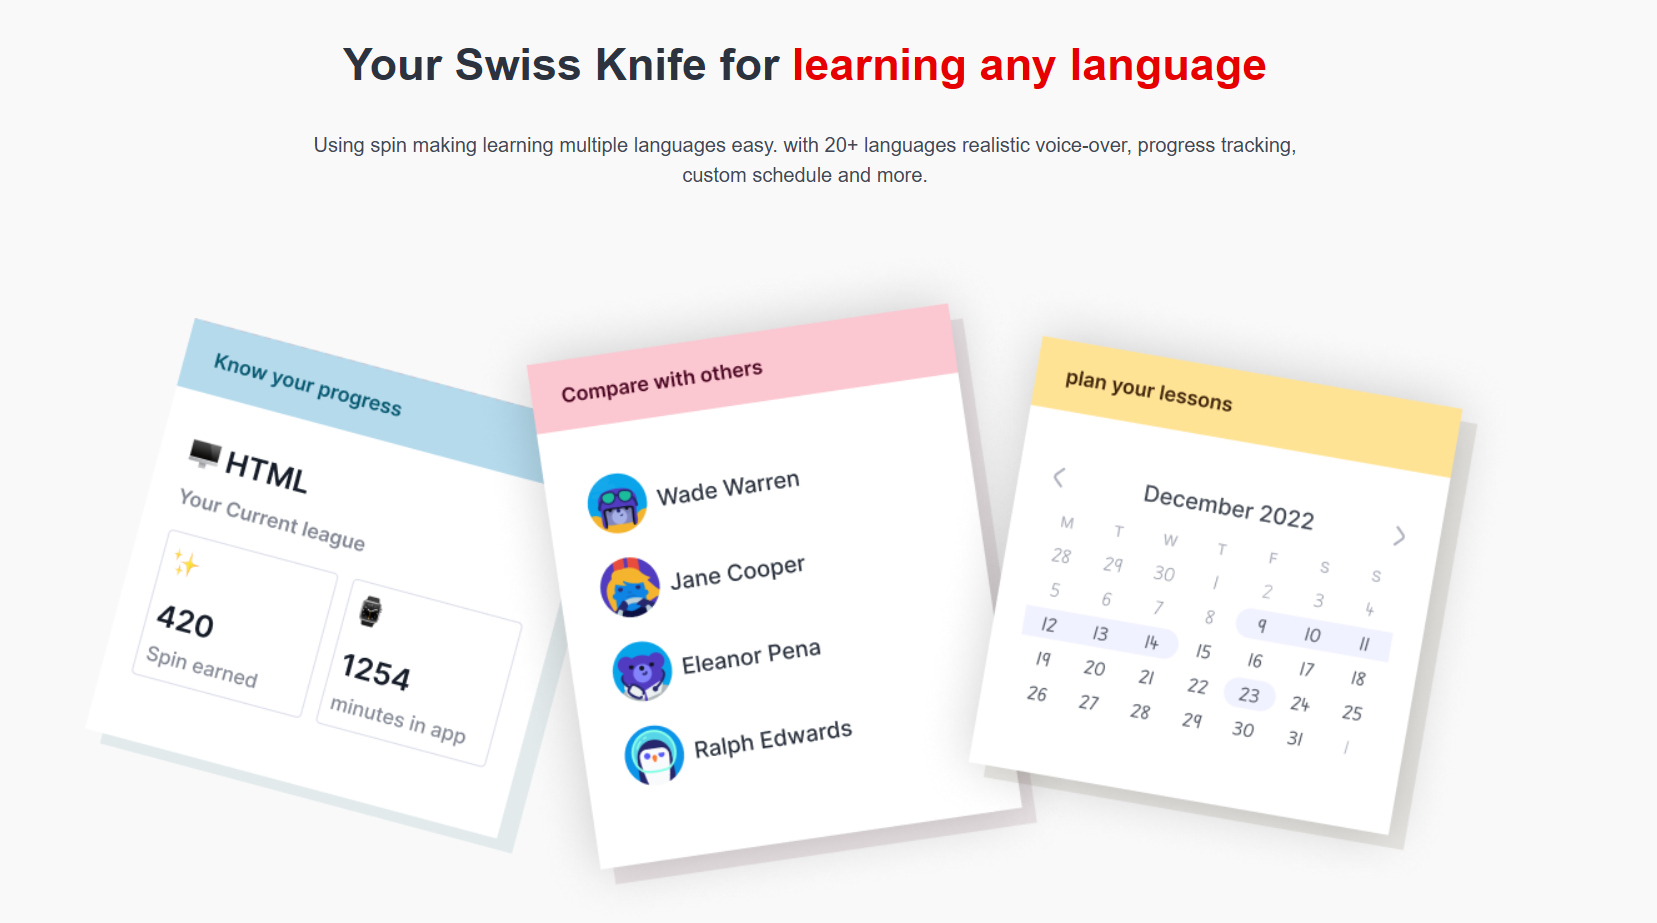 Your Swiss Knife for learning any language
Using spin making learning multiple languages easy. with 20+ languages realistic voice-over, progress tracking,
custom schedule and more.
Know your progress
HTML
Your Current league
420
Spin earned
1254
minutes in app
Compare with others
Wade Warren
Jane Cooper
Eleanor Pena
Ralph Edwards
plan your lessons
December 2022
M T W T F S S
28 29 30 1 2 3 4
5 6 7 8 9 10 11
12 13 14 15 16 17 18
19 20 21 22 23 24 25
26 27 28 29 30 31 1